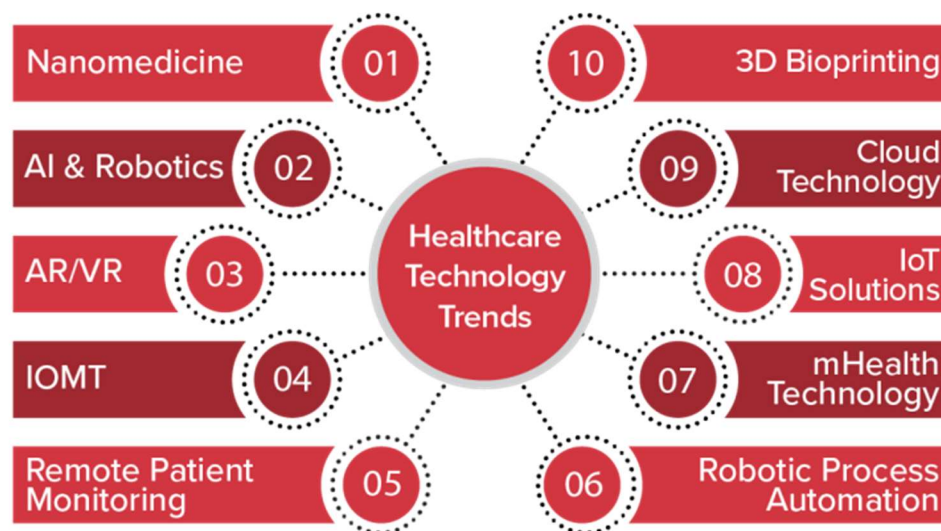 Nanomedicine
01
AI & Robotics
02
AR/VR
03
IOMT
04
Remote Patient
Monitoring
05
Healthcare
Technology
Trends
10
3D Bioprinting
09
Cloud
Technology
08
IoT
Solutions
07
mHealth
Technology
06
Robotic Process
Automation